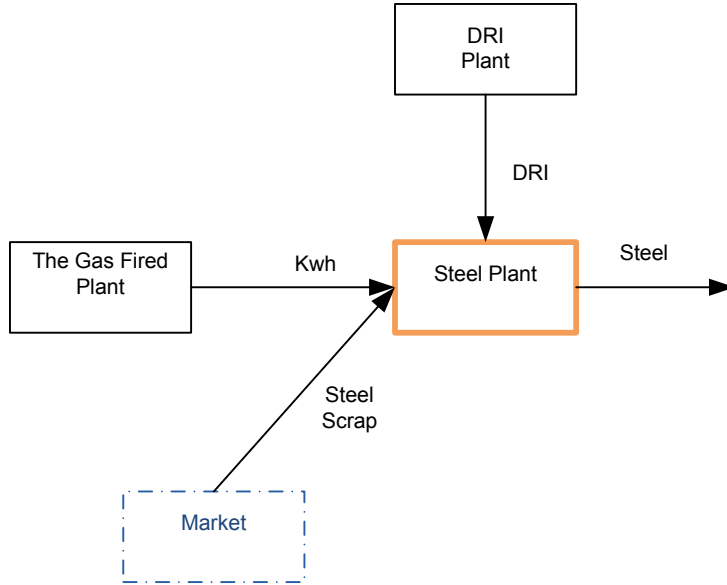 DRI
Plant
DRI
The Gas Fired
Plant
Kwh
Steel Plant
Steel
Steel
Scrap
Market